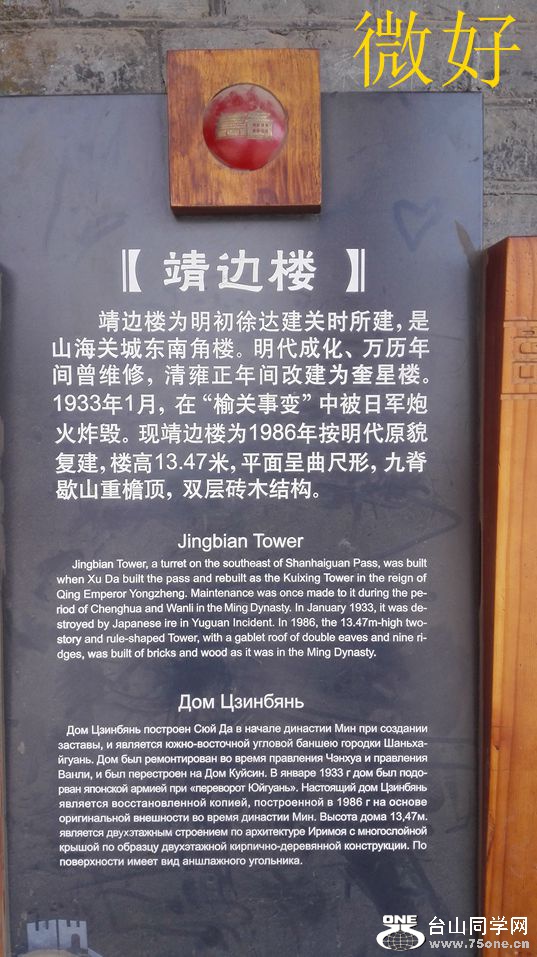 微好
【靖边楼】
靖边楼为明初徐达建关时所建，是
山海关城东南角楼。明代成化、万历年
间曾维修，清雍正年间改建为奎星楼。
1933年1月，在“榆关事变”中被日军炮
火炸毁。现靖边楼为1986年按明代原貌
复建，楼高13.47米，平面呈曲尺形，九脊
歇山重檐顶，双层砖木结构。
Jingbian Tower
Jingbian Tower, a turret on the southeast of Shanhaiguan Pass, was built
when Xu Da built the pass and rebuilt as the Kuixing Tower in the reign of
Qing Emperor Yongzheng. Maintenance was once made to it during the pe-
riod of Chenghua and Wanli in the Ming Dynasty. In January 1933, it was de-
stroyed by Japanese ire in Yuguan Incident. In 1986, the 13.47m-high two-
story and rule-shaped Tower, with a gablet roof of double eaves and nine ri-
dges, was built of bricks and wood as it was in the Ming Dynasty.
Дом Цзинбянь
Дом Цзинбянь построен Сюй Да в начале династии Мин при создании
заставы, и является южно-восточной угловой баншею городки Шаньха-
йгуань. Дом был ремонтирован во время правления Чэнхуа и правления
Ванли, и был перестроен на Дом Куйсин. В январе 1933 г дом был подо-
рван японской армией при «переворот Юйгуань». Настоящий дом Цзинбянь
является восстановленной копией, построенной в 1986 г на основе
оригинальной внешности во время династии Мин. Высота дома 13,47м.
является двухэтажным строением по архитектуре Иримоя с многослойной
крышой по образцу двухэтажной кирпично-деревянной конструкции. По
поверхности имеет вид аншлажного угольника.
ONE
台山同学网
www.75one.cn